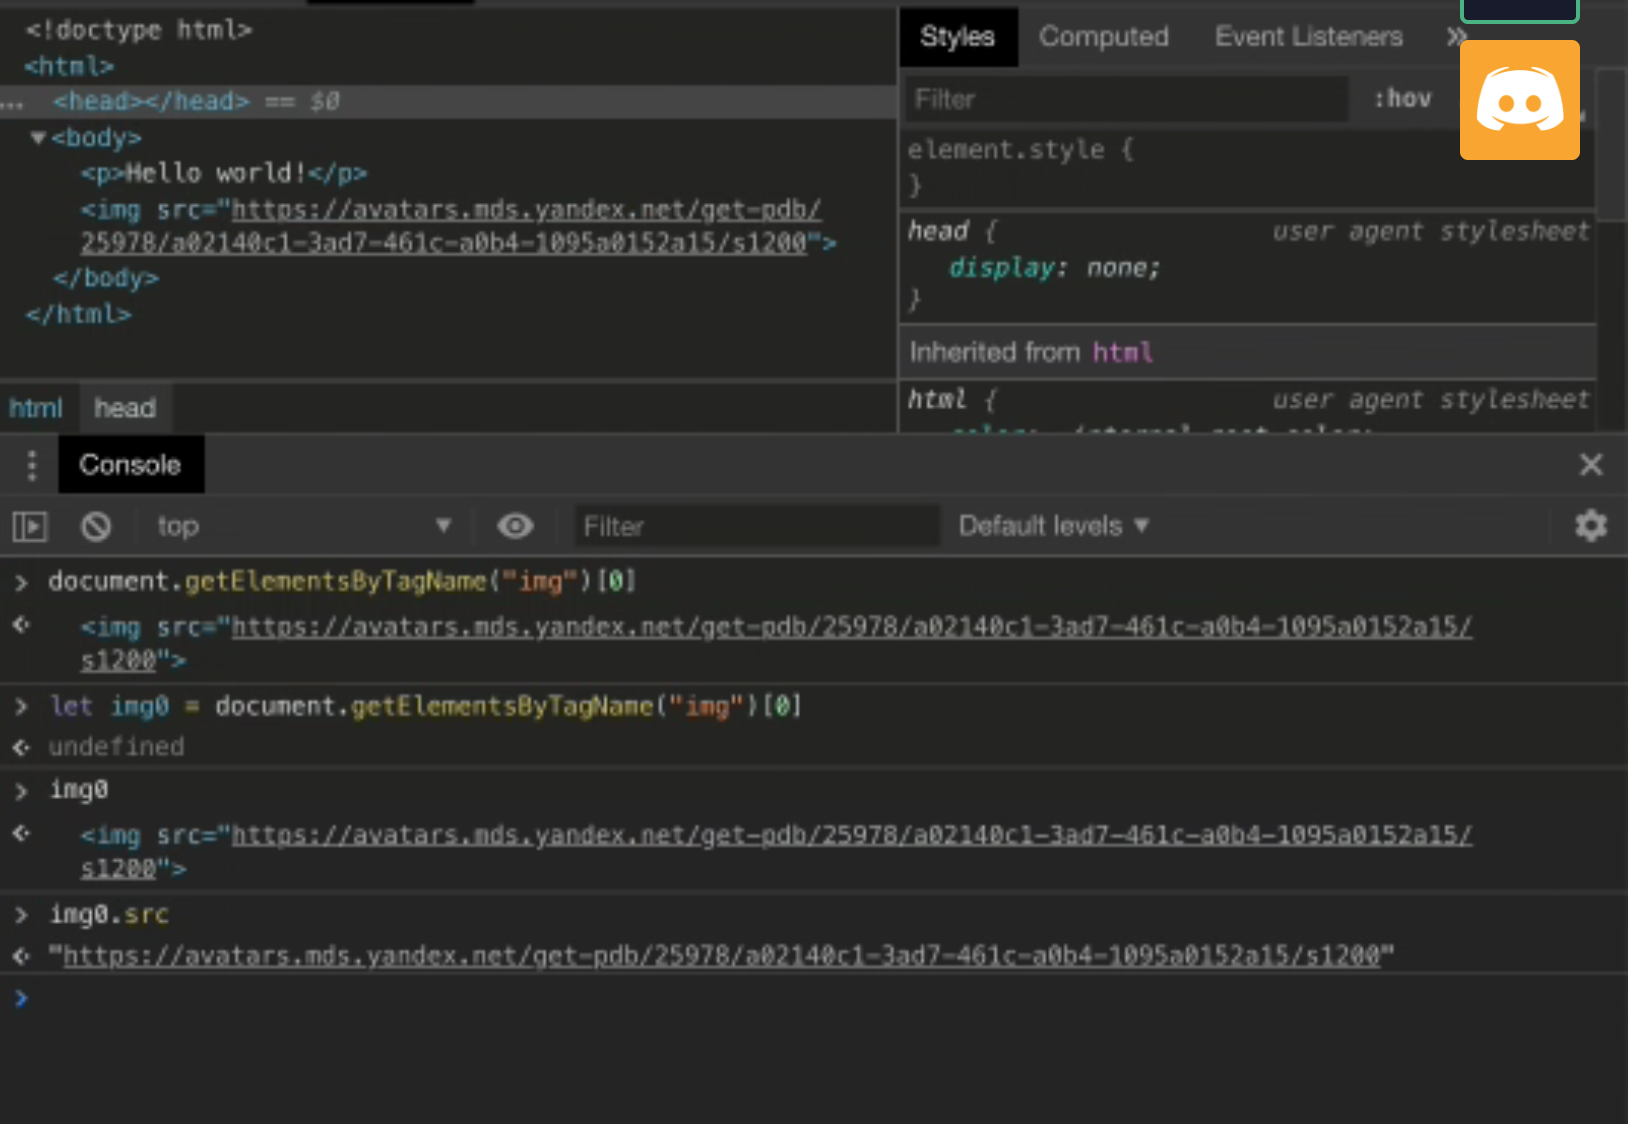 <!doctype html>
<html>
... <head></head> == $0
▼<body>
<p>Hello world!</p>
<img src="https://avatars.mds.yandex.net/get-pdb/
25978/a02140c1-3ad7-461c-a0b4-1095a0152a15/s1200">
</body>
</html>
html head
Styles Computed Event Listeners »
Filter :hov
element.style {
}
head { user agent stylesheet
display: none;
}
Inherited from html
html { user agent stylesheet
Console
top Filter Default levels ▼
> document.getElementsByTagName("img")[0]
<img src="https://avatars.mds.yandex.net/get-pdb/25978/a02140c1-3ad7-461c-a0b4-1095a0152a15/
s1200">
> let img0 = document.getElementsByTagName("img")[0]
undefined
> img0
<img src="https://avatars.mds.yandex.net/get-pdb/25978/a02140c1-3ad7-461c-a0b4-1095a0152a15/
s1200">
> img0.src
"https://avatars.mds.yandex.net/get-pdb/25978/a02140c1-3ad7-461c-a0b4-1095a0152a15/s1200"
>